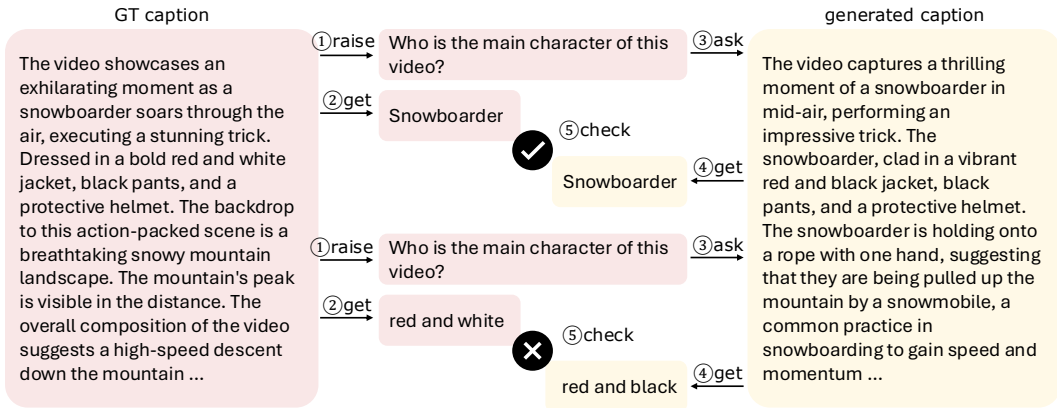 GT caption
The video showcases an
exhilarating moment as a
snowboarder soars through the
air, executing a stunning trick.
Dressed in a bold red and white
jacket, black pants, and a
protective helmet. The backdrop
to this action-packed scene is a
breathtaking snowy mountain
landscape. The mountain's peak
is visible in the distance. The
overall composition of the video
suggests a high-speed descent
down the mountain ...
①raise
Who is the main character of this
video?
③ask
②get
Snowboarder
⑤check
Snowboarder
④get
①raise
Who is the main character of this
video?
③ask
②get
red and white
⑤check
red and black
④get
generated caption
The video captures a thrilling
moment of a snowboarder in
mid-air, performing an
impressive trick. The
snowboarder, clad in a vibrant
red and black jacket, black
pants, and a protective helmet.
The snowboarder is holding onto
a rope with one hand, suggesting
that they are being pulled up the
mountain by a snowmobile, a
common practice in
snowboarding to gain speed and
momentum ...